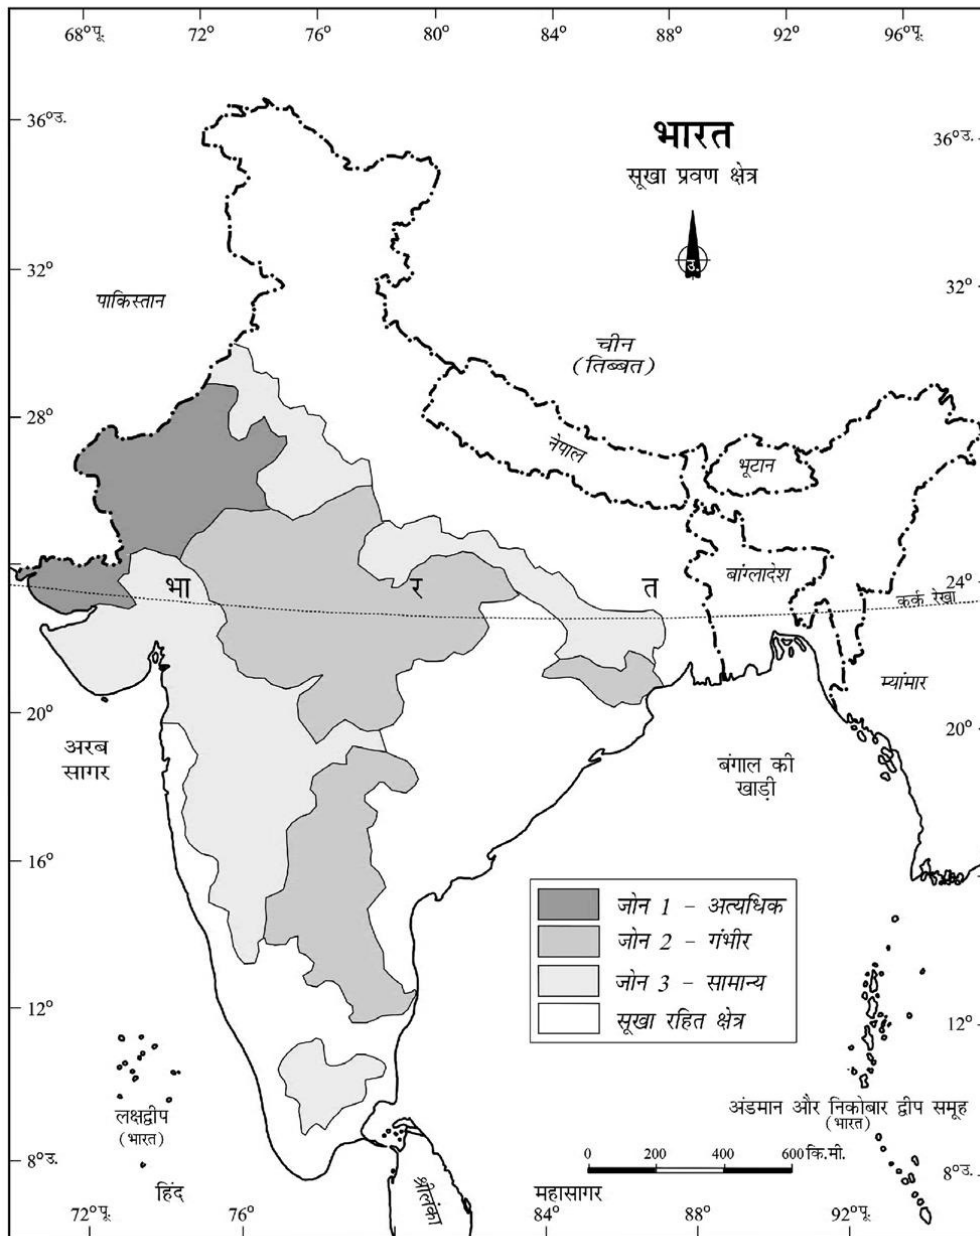 68°पू. 72° 76° 80° 84° 88° 92° 96°पू.
36°उ.
भारत
36°उ.
सूखा प्रवण क्षेत्र
उ.
32°
32°
पाकिस्तान
चीन
(तिब्बत)
28°
28°
नेपाल
भूटान
भा र त
बांग्लादेश
24°
कर्क रेखा
म्यांमार
20°
20°
अरब
सागर
बंगाल की
खाड़ी
16°
जोन 1 - अत्यधिक
जोन 2 - गंभीर
जोन 3 - सामान्य
सूखा रहित क्षेत्र
12°
12°
लक्षद्वीप
(भारत)
अंडमान और निकोबार द्वीप समूह
(भारत)
0 200 400 600 कि.मी.
8°उ.
8°उ.
हिंद
श्रीलंका
महासागर
72°पू. 76° 84° 88° 92°पू.